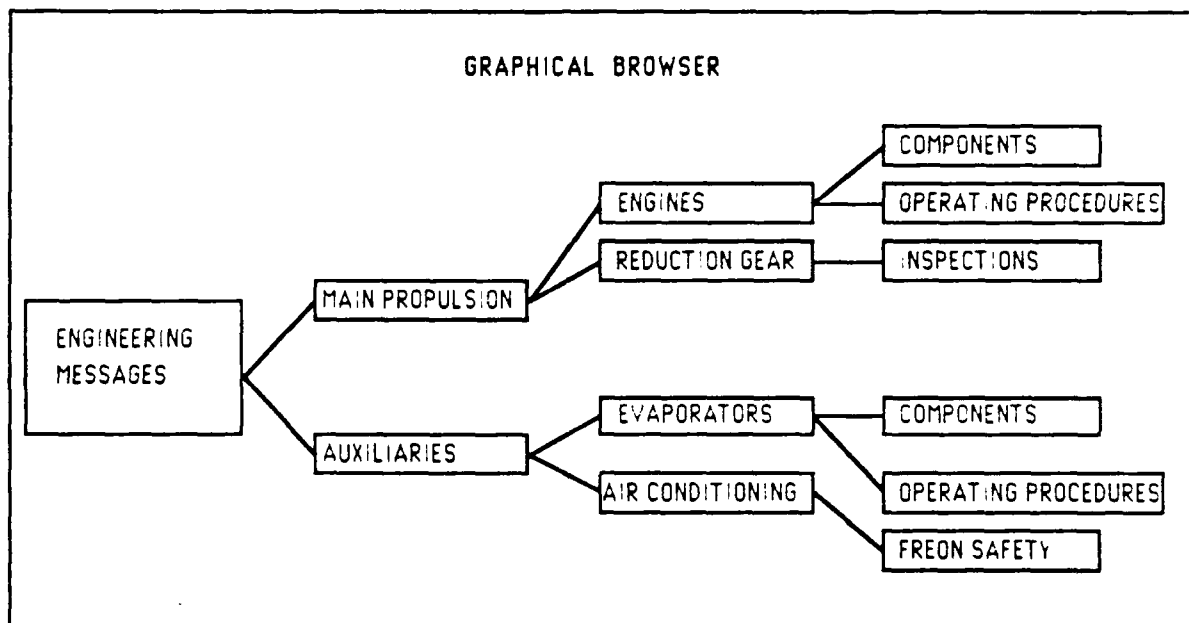 GRAPHICAL BROWSER
COMPONENTS
ENGINES
OPERATING PROCEDURES
REDUCTION GEAR
INSPECTIONS
MAIN PROPULSION
ENGINEERING
MESSAGES
EVAPORATORS
COMPONENTS
AUXILIARIES
AIR CONDITIONING
OPERATING PROCEDURES
FREON SAFETY